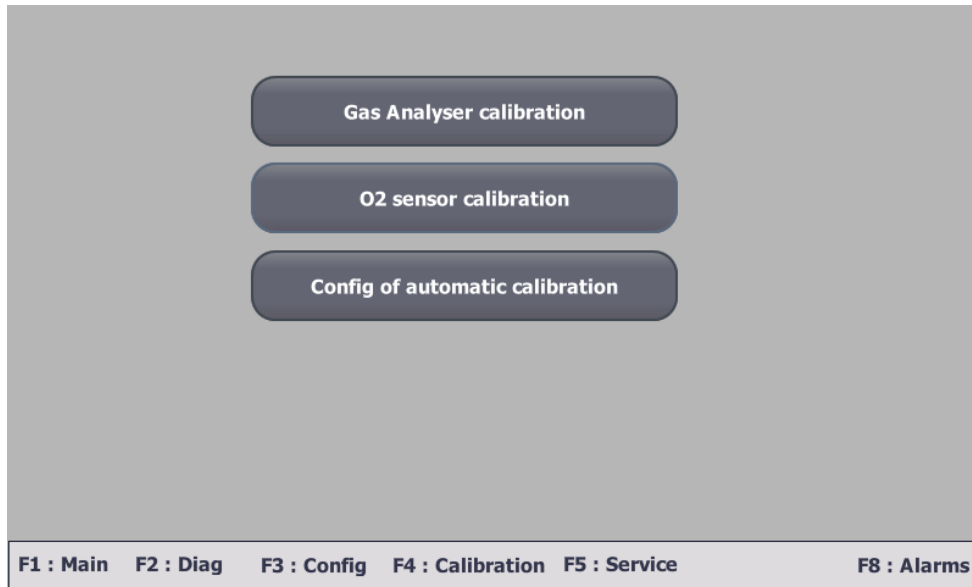 Gas Analyser calibration
O2 sensor calibration
Config of automatic calibration
F1 : Main F2 : Diag F3 : Config F4 : Calibration F5 : Service F8 : Alarms